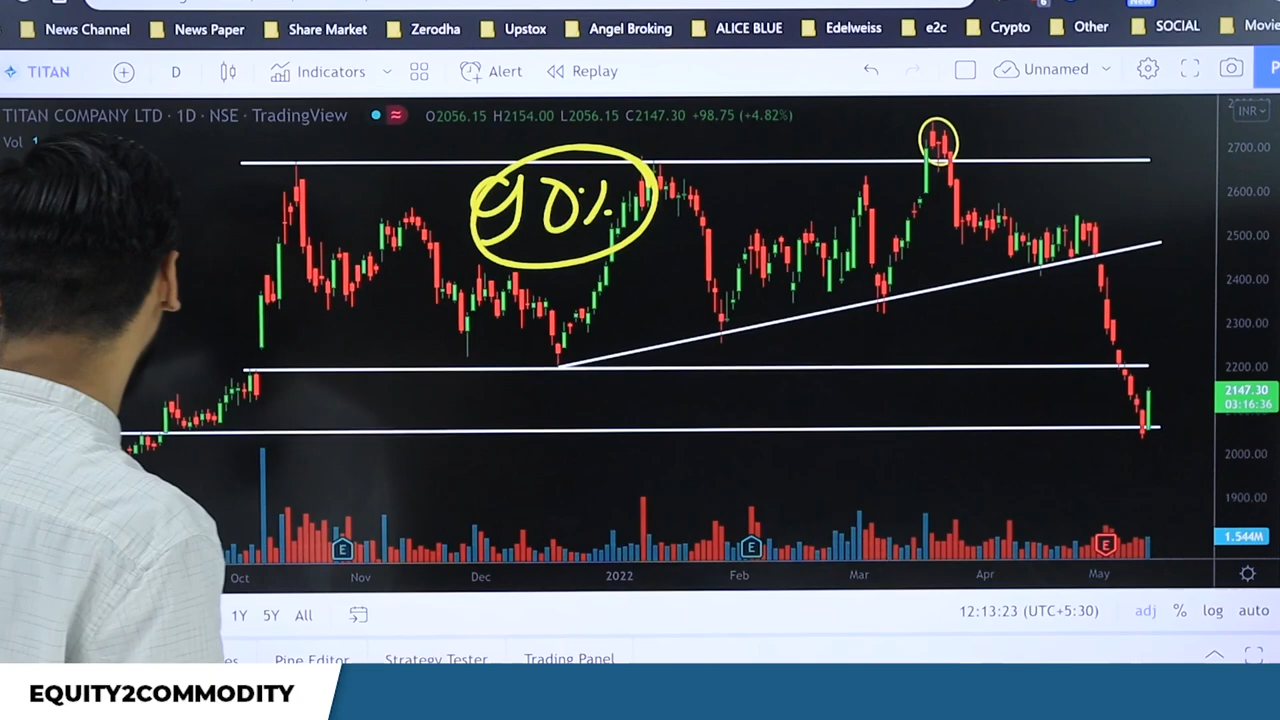 New
News Channel News Paper Share Market Zerodha Upstox Angel Broking ALICE BLUE Edelweiss e2c Crypto Other SOCIAL Movie
TITAN D Indicators Alert Replay Unnamed
TITAN COMPANY LTD · 1D · NSE · TradingView O2056.15 H2154.00 L2056.15 C2147.30 +98.75 (+4.82%)
INR
Vol 1
2700.00
90%
2600.00
2500.00
2400.00
2300.00
2200.00
2147.30
03:16:36
2000.00
1900.00
1.544M
E E E
Oct Nov Dec 2022 Feb Mar Apr May
1Y 5Y All 12:13:23 (UTC+5:30) adj % log auto
Pine Editor Strategy Tester Trading Panel
EQUITY2COMMODITY